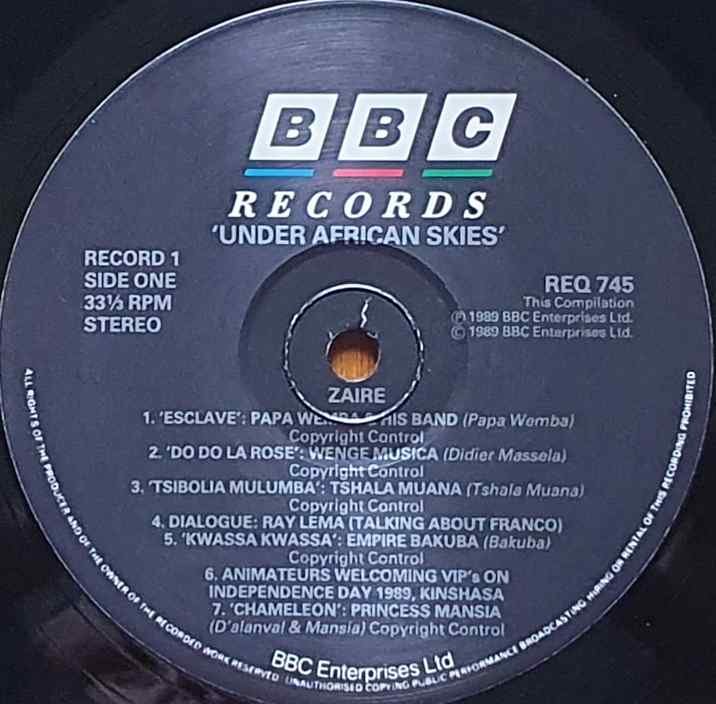 BBC
RECORDS
'UNDER AFRICAN SKIES'
RECORD 1
SIDE ONE
33⅓ RPM
STEREO
REQ 745
This Compilation
℗ 1989 BBC Enterprises Ltd.
© 1989 BBC Enterprises Ltd.
ZAIRE
1. 'ESCLAVE': PAPA WEMBA & HIS BAND (Papa Wemba)
Copyright Control
2. 'DO DO LA ROSE': WENGE MUSICA (Didier Massela)
Copyright Control
3. 'TSIBOLIA MULUMBA': TSHALA MUANA (Tshala Muana)
Copyright Control
4. DIALOGUE: RAY LEMA (TALKING ABOUT FRANCO)
5. 'KWASSA KWASSA': EMPIRE BAKUBA (Bakuba)
Copyright Control
6. ANIMATEURS WELCOMING VIP's ON
INDEPENDENCE DAY 1989, KINSHASA
7. 'CHAMELEON': PRINCESS MANSIA
(D'alanval & Mansia) Copyright Control
BBC Enterprises Ltd
ALL RIGHTS OF THE PRODUCER AND OF THE OWNER OF THE RECORDED WORK RESERVED · UNAUTHORISED COPYING PUBLIC PERFORMANCE BROADCASTING HIRING OR RENTAL OF THIS RECORDING PROHIBITED